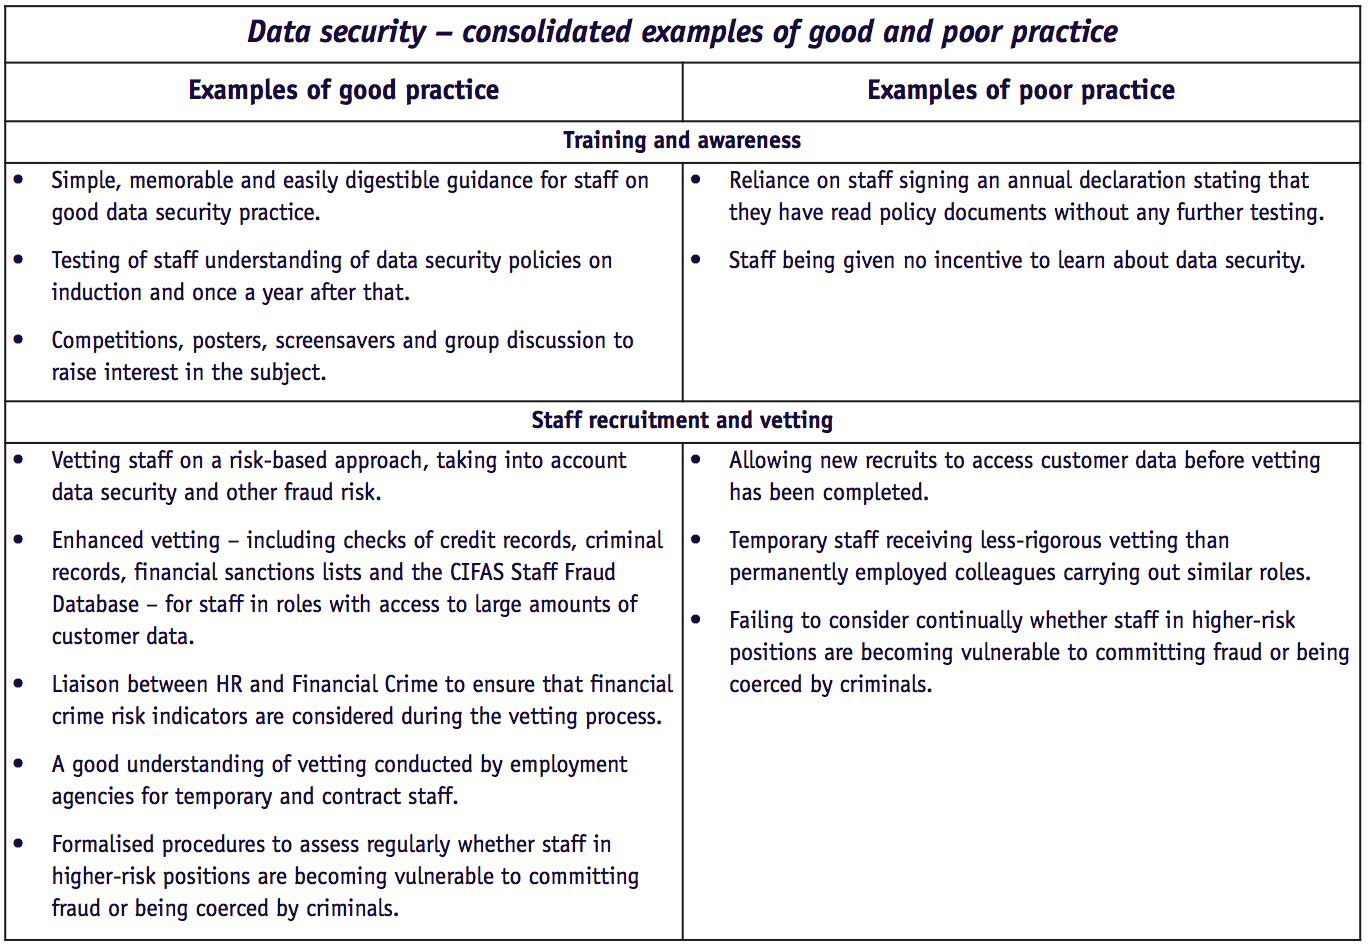 Data security – consolidated examples of good and poor practice
Examples of good practice
Examples of poor practice
Training and awareness
• Simple, memorable and easily digestible guidance for staff on
good data security practice.
• Testing of staff understanding of data security policies on
induction and once a year after that.
• Competitions, posters, screensavers and group discussion to
raise interest in the subject.
• Reliance on staff signing an annual declaration stating that
they have read policy documents without any further testing.
• Staff being given no incentive to learn about data security.
Staff recruitment and vetting
• Vetting staff on a risk-based approach, taking into account
data security and other fraud risk.
• Enhanced vetting – including checks of credit records, criminal
records, financial sanctions lists and the CIFAS Staff Fraud
Database – for staff in roles with access to large amounts of
customer data.
• Liaison between HR and Financial Crime to ensure that financial
crime risk indicators are considered during the vetting process.
• A good understanding of vetting conducted by employment
agencies for temporary and contract staff.
• Formalised procedures to assess regularly whether staff in
higher-risk positions are becoming vulnerable to committing
fraud or being coerced by criminals.
• Allowing new recruits to access customer data before vetting
has been completed.
• Temporary staff receiving less-rigorous vetting than
permanently employed colleagues carrying out similar roles.
• Failing to consider continually whether staff in higher-risk
positions are becoming vulnerable to committing fraud or being
coerced by criminals.